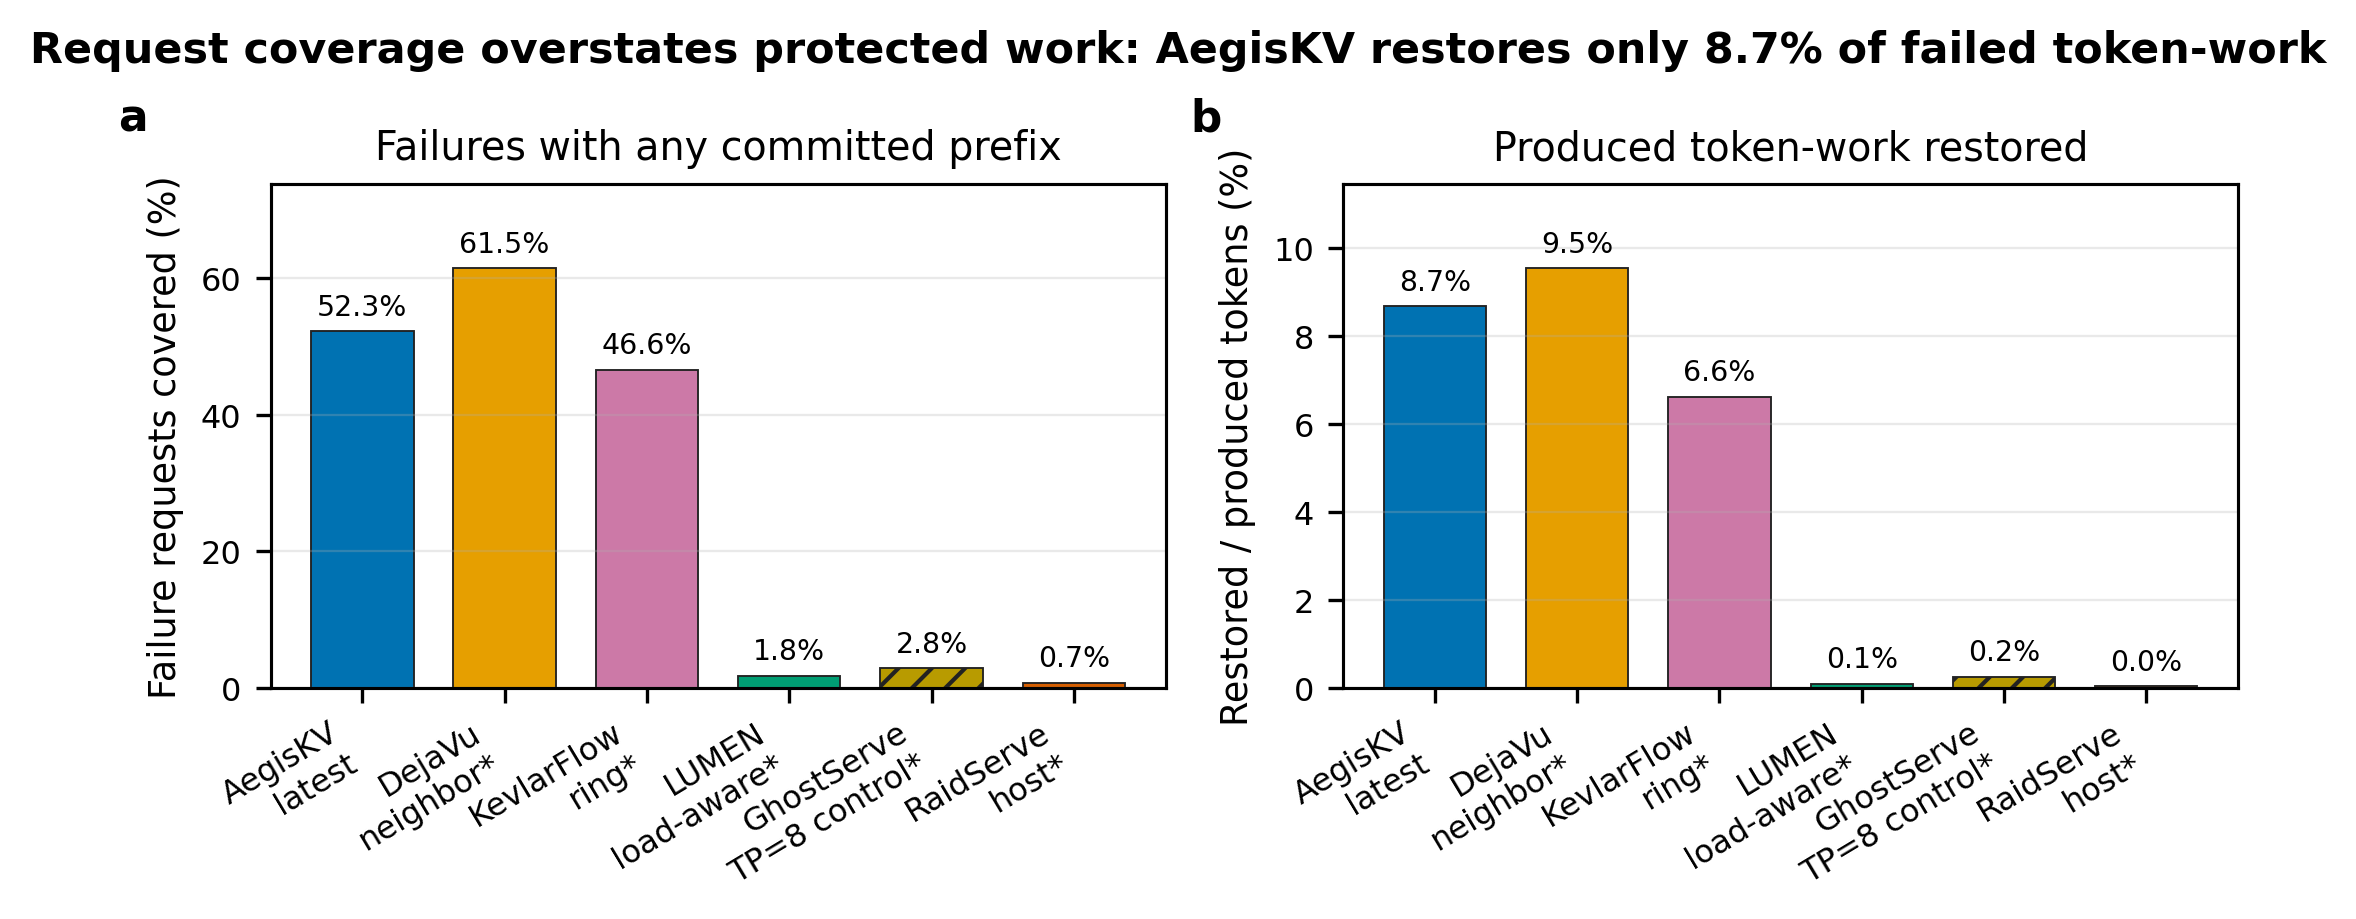 Request coverage overstates protected work: AegisKV restores only 8.7% of failed token-work
a
Failures with any committed prefix
Failure requests covered (%)
60
40
20
0
52.3%
61.5%
46.6%
1.8%
2.8%
0.7%
AegisKV
latest
DejaVu
neighbor*
KevlarFlow
ring*
LUMEN
load-aware*
GhostServe
TP=8 control*
RaidServe
host*
b
Produced token-work restored
Restored / produced tokens (%)
10
8
6
4
2
0
8.7%
9.5%
6.6%
0.1%
0.2%
0.0%
AegisKV
latest
DejaVu
neighbor*
KevlarFlow
ring*
LUMEN
load-aware*
GhostServe
TP=8 control*
RaidServe
host*